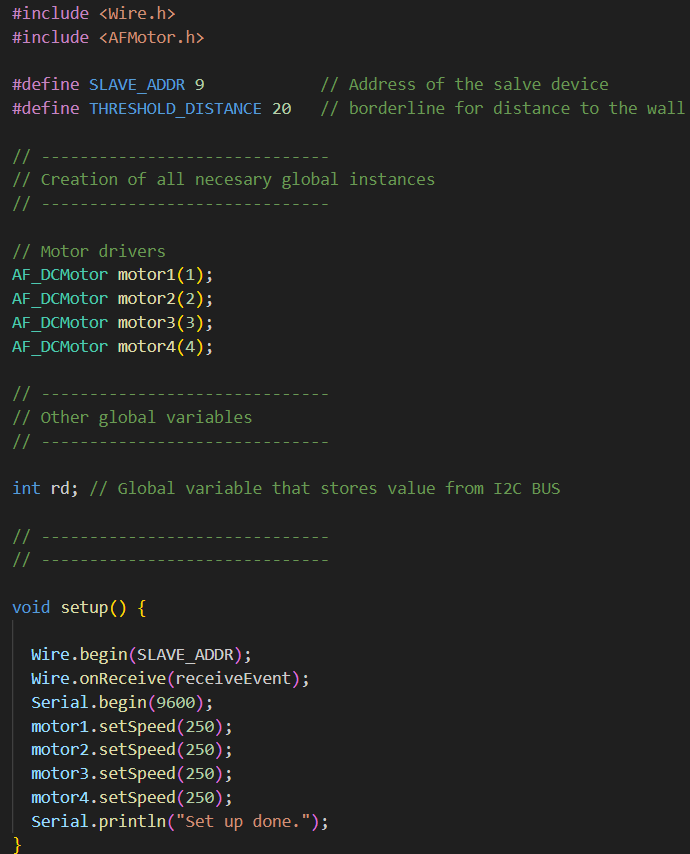 #include <Wire.h>
#include <AFMotor.h>
#define SLAVE_ADDR 9            // Address of the salve device
#define THRESHOLD_DISTANCE 20   // borderline for distance to the wall
// ------------------------------
// Creation of all necesary global instances
// ------------------------------
// Motor drivers
AF_DCMotor motor1(1);
AF_DCMotor motor2(2);
AF_DCMotor motor3(3);
AF_DCMotor motor4(4);
// ------------------------------
// Other global variables
// ------------------------------
int rd; // Global variable that stores value from I2C BUS
// ------------------------------
// ------------------------------
void setup() {
  Wire.begin(SLAVE_ADDR);
  Wire.onReceive(receiveEvent);
  Serial.begin(9600);
  motor1.setSpeed(250);
  motor2.setSpeed(250);
  motor3.setSpeed(250);
  motor4.setSpeed(250);
  Serial.println("Set up done.");
}